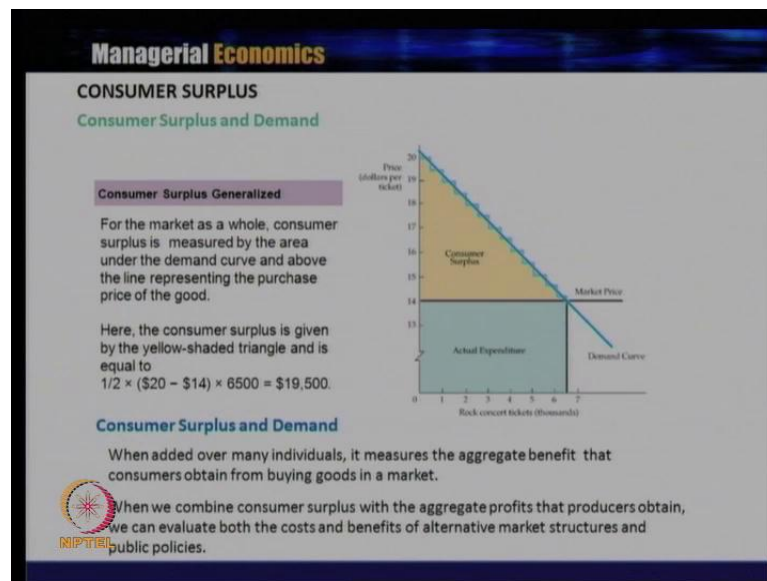 Managerial Economics
CONSUMER SURPLUS
Consumer Surplus and Demand
Consumer Surplus Generalized
For the market as a whole, consumer
surplus is measured by the area
under the demand curve and above
the line representing the purchase
price of the good.
Here, the consumer surplus is given
by the yellow-shaded triangle and is
equal to
1/2 × ($20 – $14) × 6500 = $19,500.
Price
(dollars per
ticket)
20
19
18
17
16
15
14
13
Consumer
Surplus
Market Price
Actual Expenditure
Demand Curve
0 1 2 3 4 5 6 7
Rock concert tickets (thousands)
Consumer Surplus and Demand
When added over many individuals, it measures the aggregate benefit that
consumers obtain from buying goods in a market.
When we combine consumer surplus with the aggregate profits that producers obtain,
we can evaluate both the costs and benefits of alternative market structures and
public policies.
NPTEL